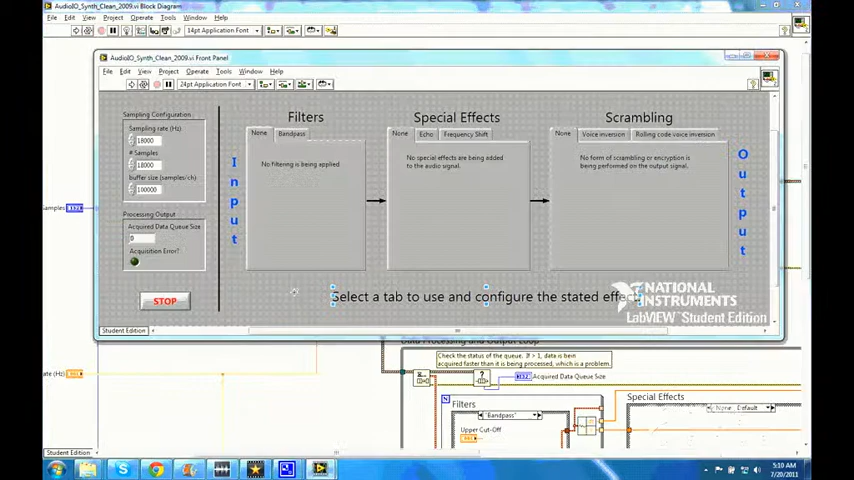 AudioIO_Synth_Clean_2009.vi Block Diagram
File Edit View Project Operate Tools Window Help
14pt Application Font
AudioIO_Synth_Clean_2009.vi Front Panel
File Edit View Project Operate Tools Window Help
24pt Application Font
Sampling Configuration
Sampling rate (Hz)
18000
# Samples
18000
buffer size (samples/ch)
100000
Processing Output
Acquired Data Queue Size
0
Acquisition Error?
STOP
Input
Filters
None Bandpass
No filtering is being applied
Special Effects
None Echo Frequency Shift
No special effects are being added
to the audio signal.
Scrambling
None Voice inversion Rolling code voice inversion
No form of scrambling or encryption is
being performed on the output signal.
Output
Select a tab to use and configure the stated effect
NATIONAL
INSTRUMENTS
LabVIEW Student Edition
Student Edition
amples
ate (Hz)
Data Processing and Output Loop
Check the status of the queue. If > 1, data is bein
acquired faster than it is being processed, which is a problem.
Acquired Data Queue Size
N
Filters
"Bandpass"
Upper Cut-Off
Special Effects
"None", Default
Student Edition
5:10 AM
7/20/2011